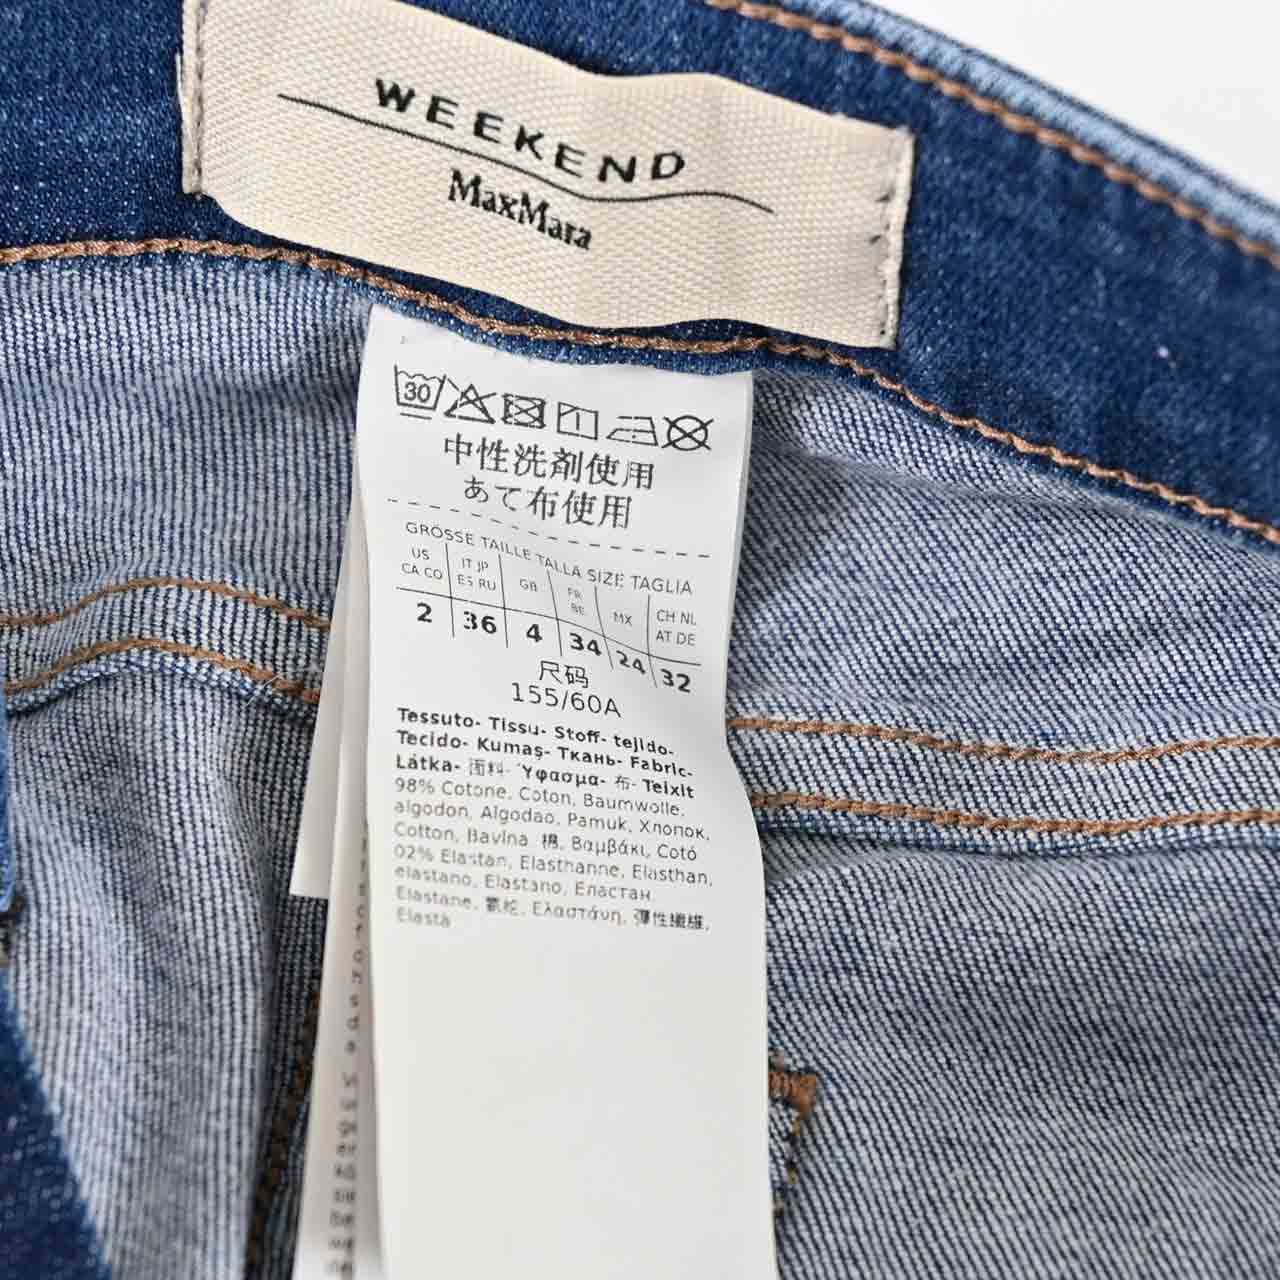 WEEKEND
MaxMara
30
中性洗剤使用
あて布使用
GRÖSSE TAILLE TALLA SIZE TAGLIA
US CA CO IT JP ES RU GB FR BE MX CH NL AT DE
2 36 4 34 24 32
尺码
155/60A
Tessuto- Tissu- Stoff- tejido-
Tecido- Kumaş- Ткань- Fabric-
Látka- 面料- Ύφασμα- 布- Teixit
98% Cotone, Coton, Baumwolle,
algodon, Algodao, Pamuk, Хлопок,
Cotton, Bavlna 棉, Βαμβάκι, Cotó
02% Elastan, Elasthanne, Elasthan,
elastano, Elastano, Еластан
Elastane, 氨纶, Ελαστάνη, 弾性繊維,
Elastà